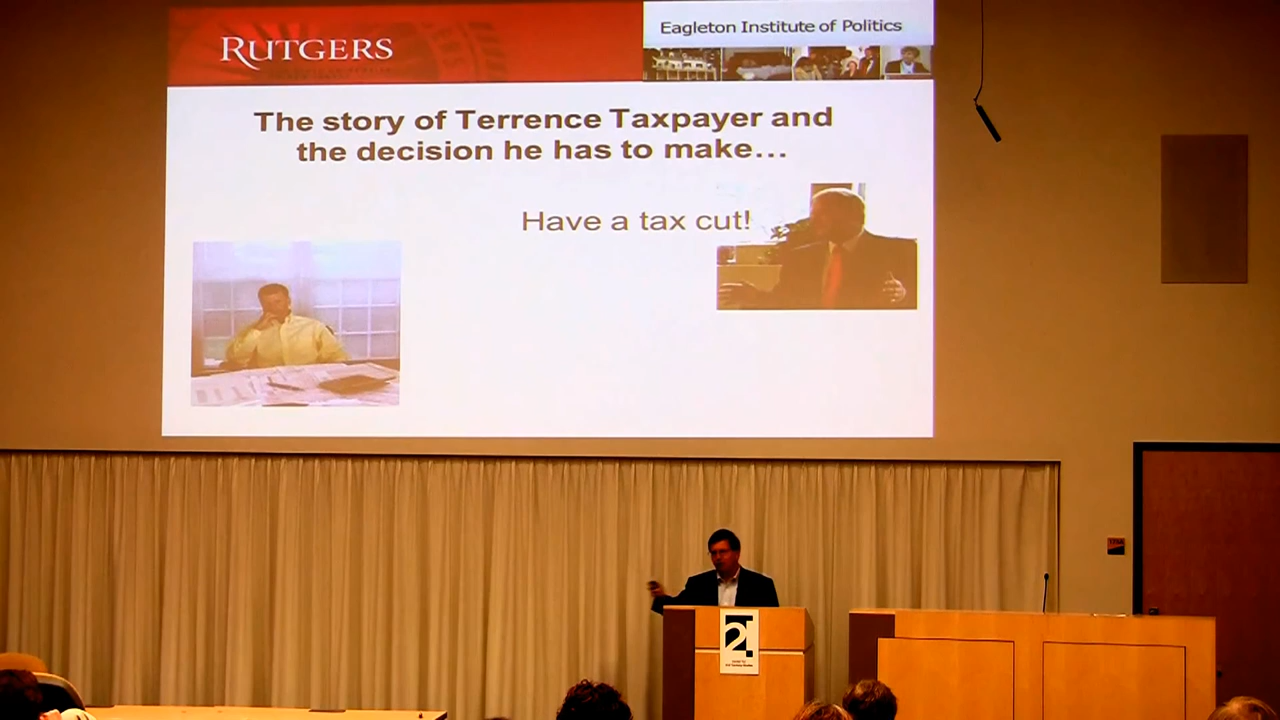 RUTGERS
Eagleton Institute of Politics
The story of Terrence Taxpayer and
the decision he has to make…
Have a tax cut!
21